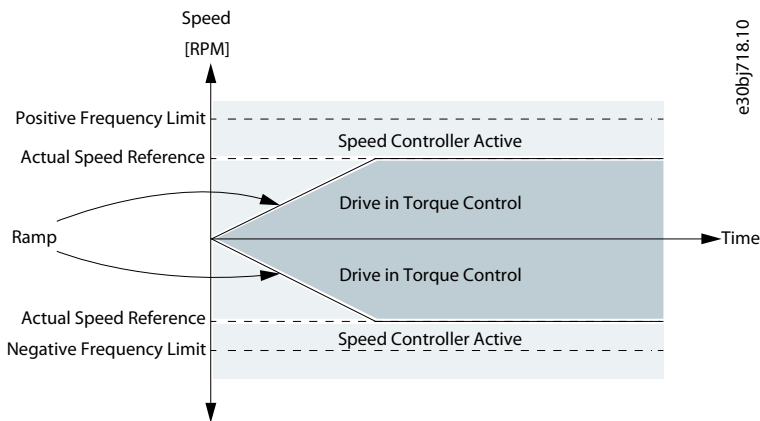 Speed
[RPM]
e30bj718.10
Positive Frequency Limit
Speed Controller Active
Actual Speed Reference
Drive in Torque Control
Ramp
Time
Drive in Torque Control
Actual Speed Reference
Speed Controller Active
Negative Frequency Limit